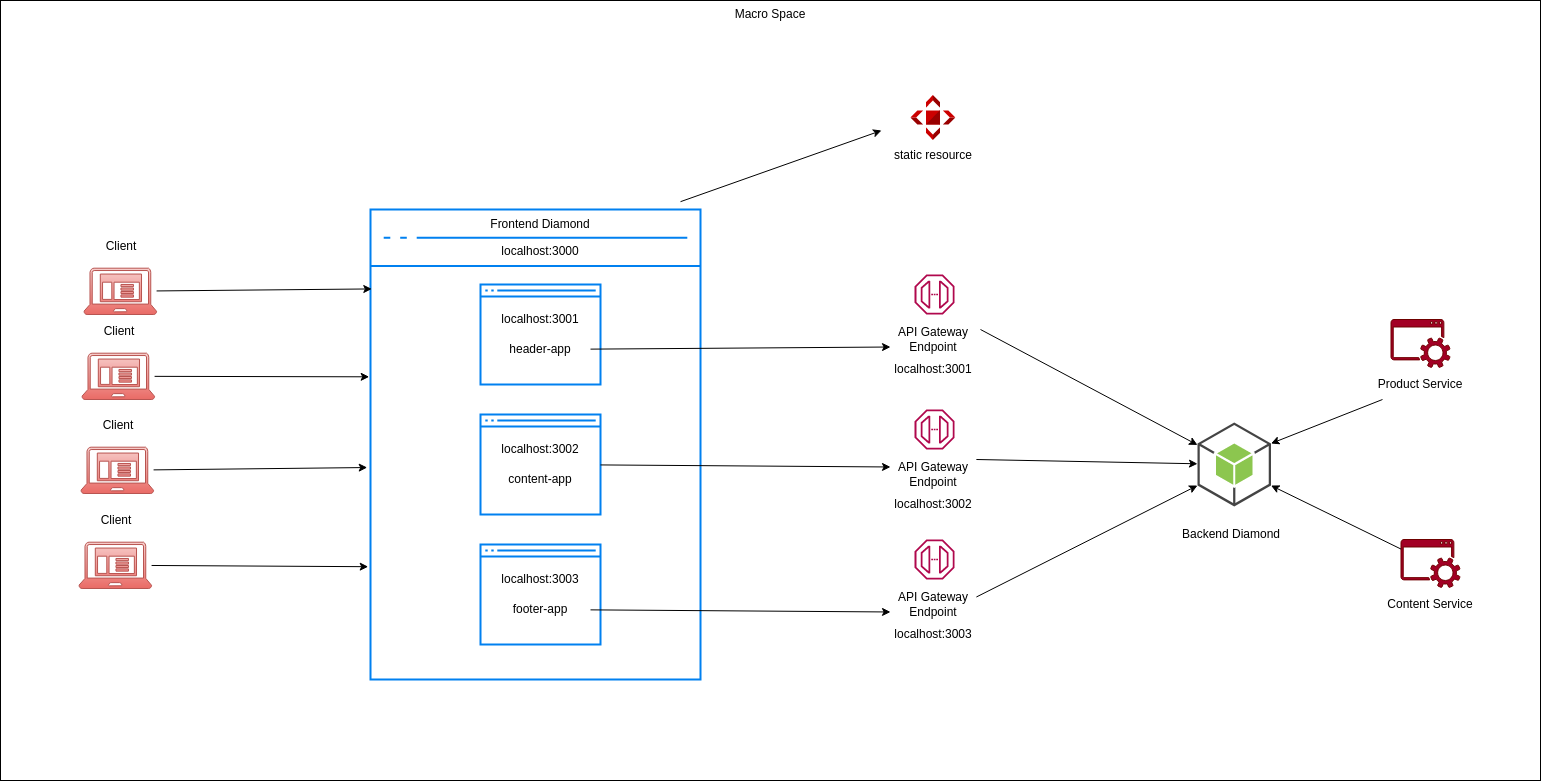 Macro Space
static resource
Frontend Diamond
localhost:3000
Client
Client
Client
Client
localhost:3001
header-app
localhost:3002
content-app
localhost:3003
footer-app
API Gateway
Endpoint
localhost:3001
API Gateway
Endpoint
localhost:3002
API Gateway
Endpoint
localhost:3003
Backend Diamond
Product Service
Content Service